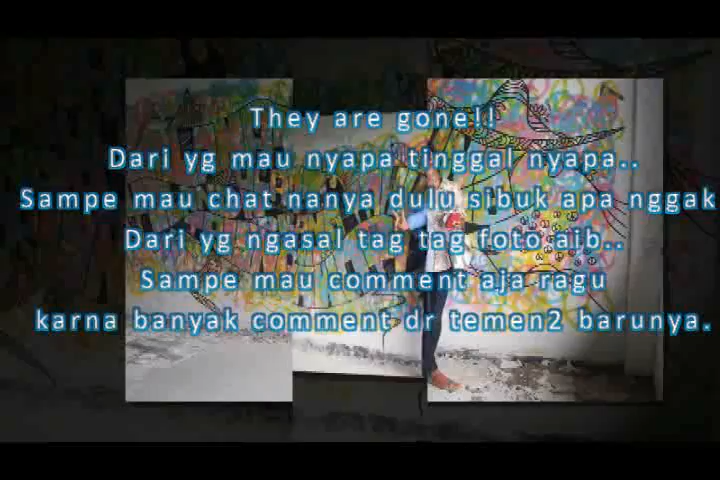 They are gone!!
Dari yg mau nyapa tinggal nyapa..
Sampe mau chat nanya dulu sibuk apa nggak
Dari yg ngasal tag tag foto aib..
Sampe mau comment aja ragu
karna banyak comment dr temen2 barunya.